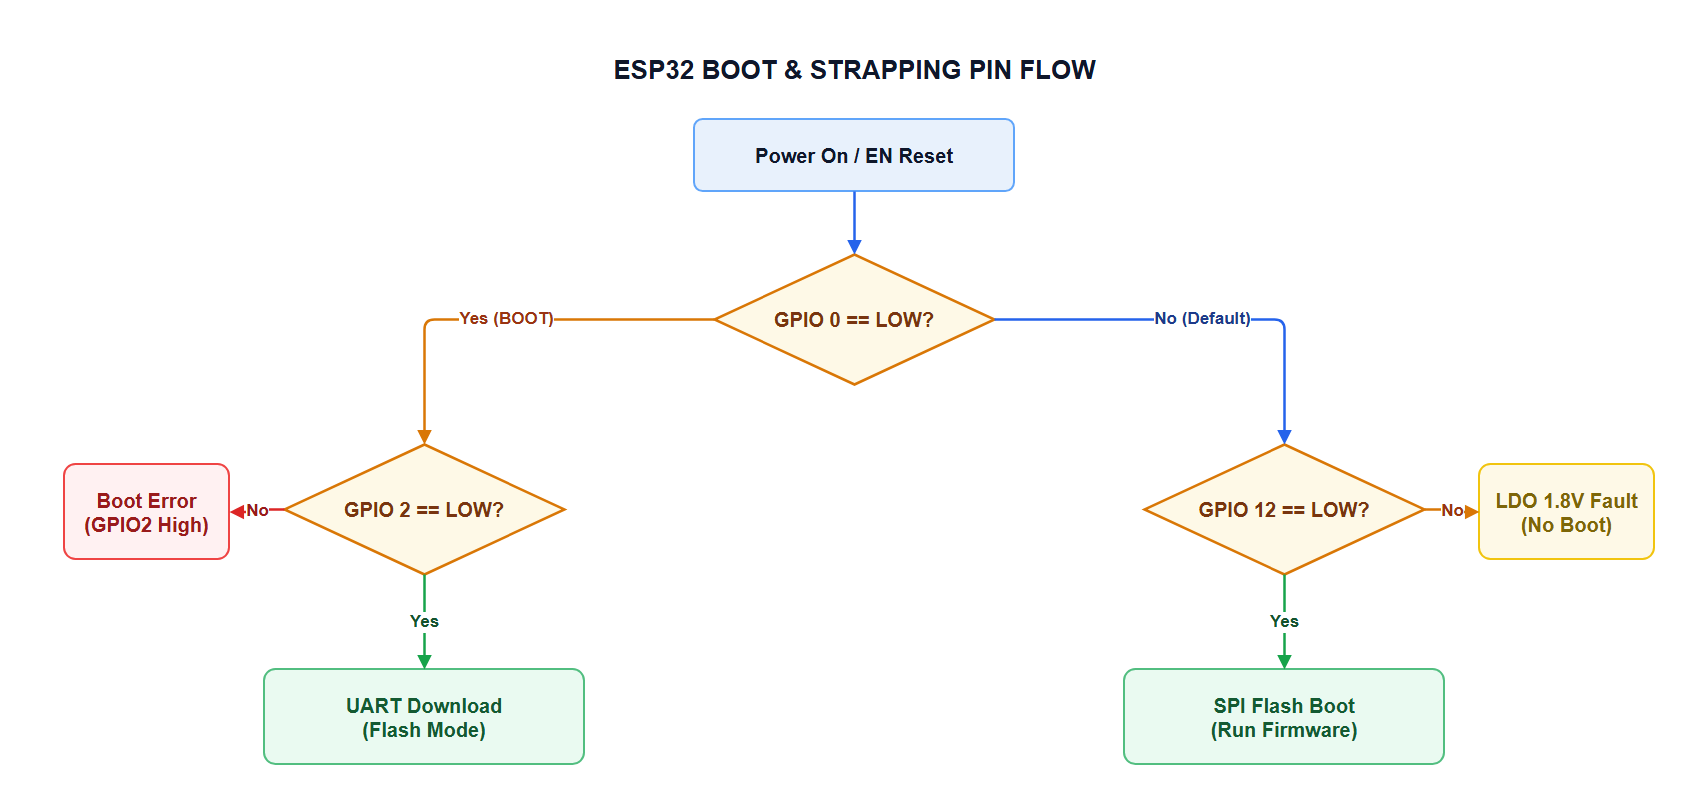 ESP32 BOOT & STRAPPING PIN FLOW
Power On / EN Reset
GPIO 0 == LOW?
Yes (BOOT)
No (Default)
GPIO 2 == LOW?
No
Boot Error
(GPIO2 High)
Yes
UART Download
(Flash Mode)
GPIO 12 == LOW?
No
LDO 1.8V Fault
(No Boot)
Yes
SPI Flash Boot
(Run Firmware)